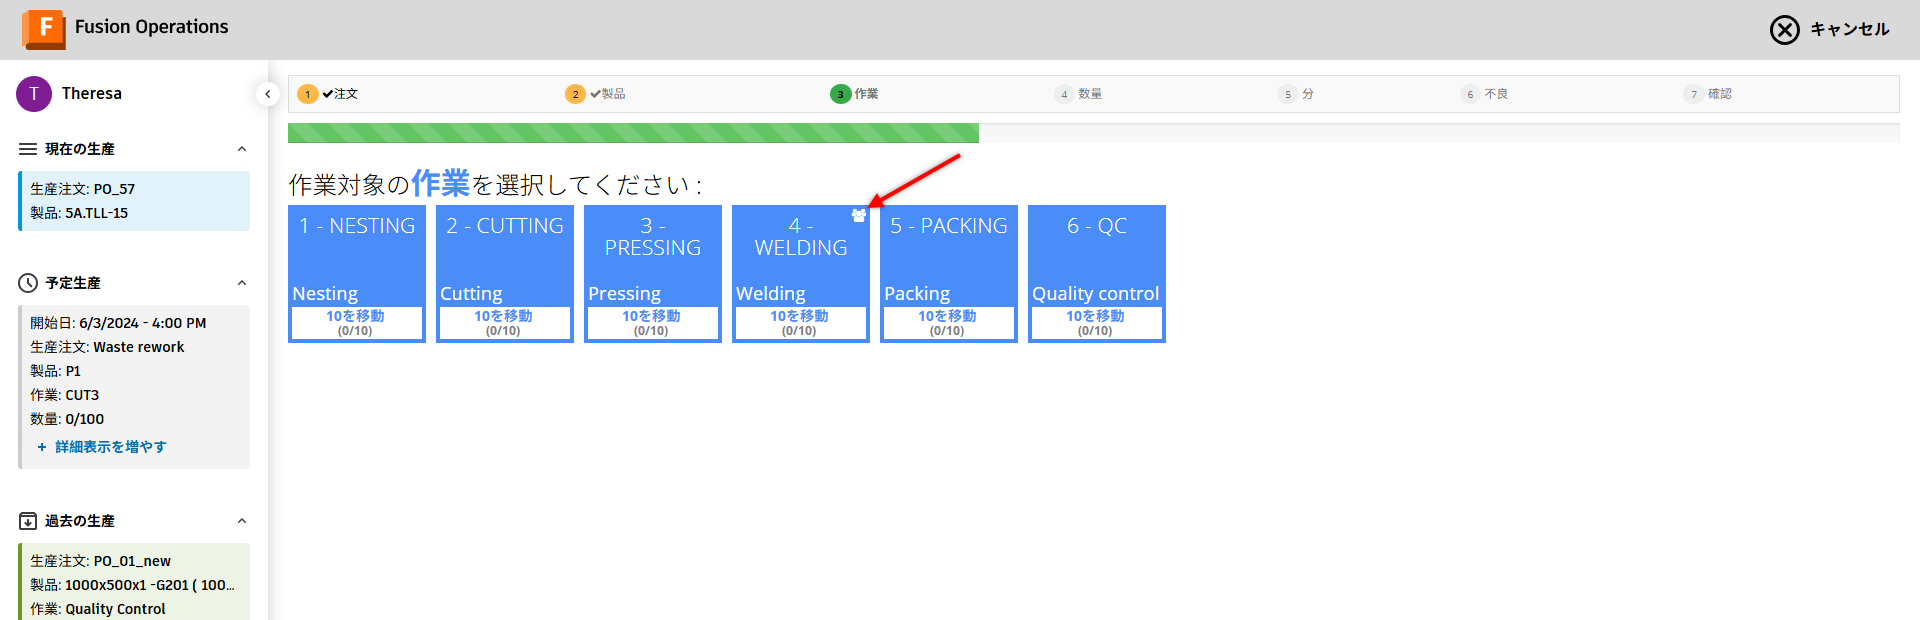 F Fusion Operations
キャンセル
T Theresa
現在の生産
生産注文: PO_57
製品: 5A.TLL-15
予定生産
開始日: 6/3/2024 - 4:00 PM
生産注文: Waste rework
製品: P1
作業: CUT3
数量: 0/100
+ 詳細表示を増やす
過去の生産
生産注文: PO_01_new
製品: 1000x500x1 -G201 ( 100...
作業: Quality Control
1 注文
2 製品
3 作業
4 数量
5 分
6 不良
7 確認
作業対象の作業を選択してください :
1 - NESTING
Nesting
10を移動
(0/10)
2 - CUTTING
Cutting
10を移動
(0/10)
3 -
PRESSING
Pressing
10を移動
(0/10)
4 -
WELDING
Welding
10を移動
(0/10)
5 - PACKING
Packing
10を移動
(0/10)
6 - QC
Quality control
10を移動
(0/10)